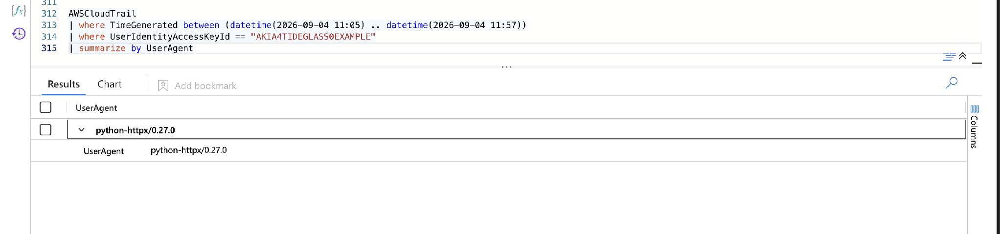 311
{fx}
312 AWSCloudTrail
313 | where TimeGenerated between (datetime(2026-09-04 11:05) .. datetime(2026-09-04 11:57))
314 | where UserIdentityAccessKeyId == "AKIA4TIDEGLASS0EXAMPLE"
315 | summarize by UserAgent
Results Chart Add bookmark
UserAgent
python-httpx/0.27.0
UserAgent python-httpx/0.27.0
Columns